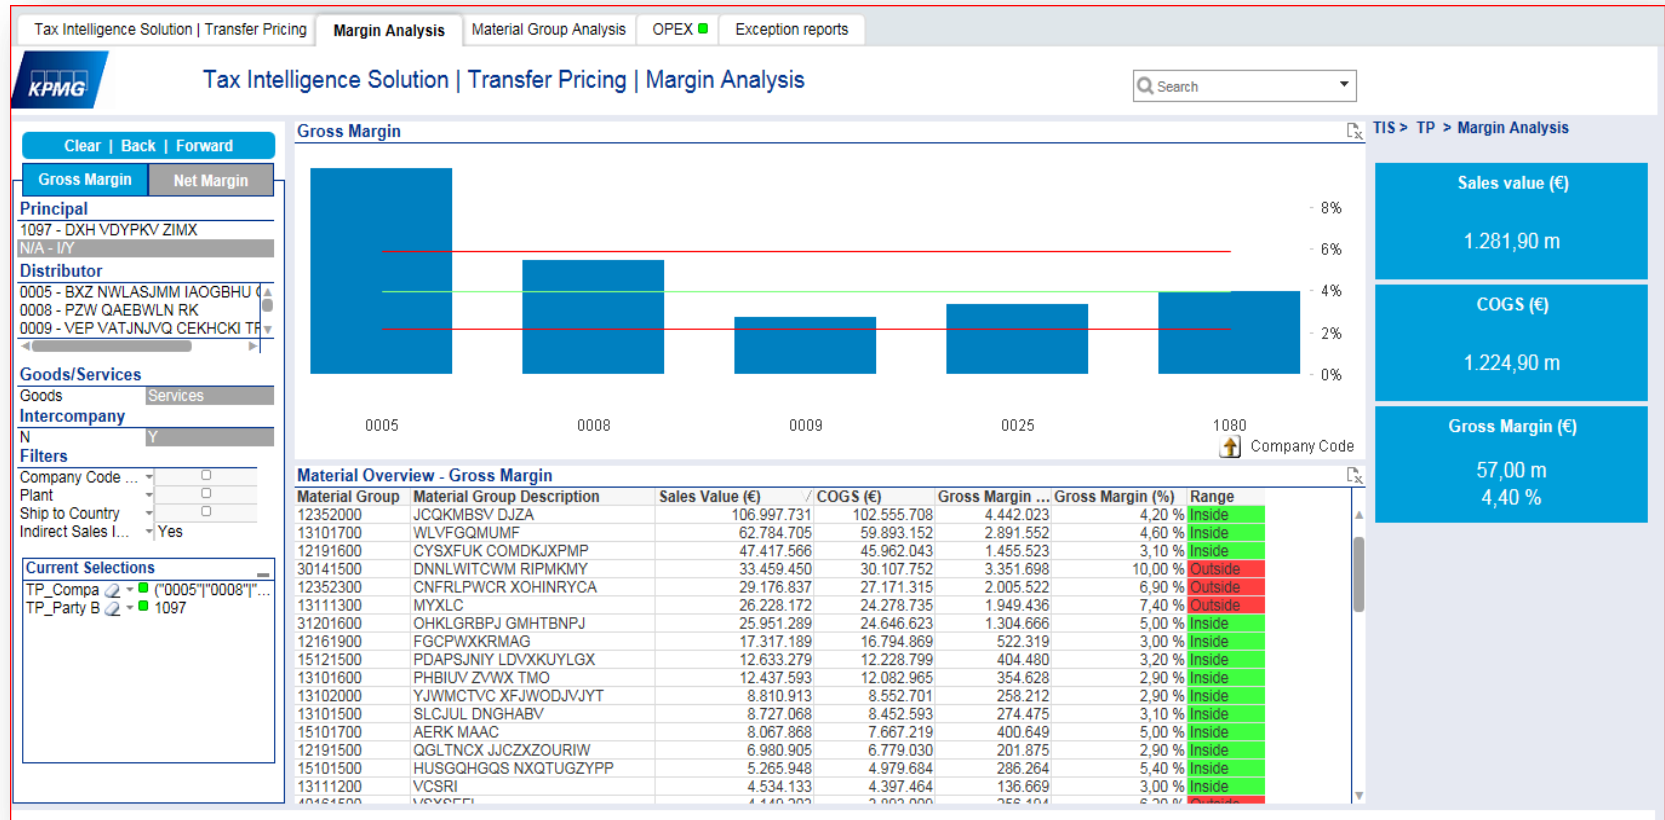 Tax Intelligence Solution | Transfer Pricing Margin Analysis Material Group Analysis OPEX Exception reports
KPMG
Tax Intelligence Solution | Transfer Pricing | Margin Analysis
Search
Clear | Back | Forward
Gross Margin Net Margin
Principal
1097 - DXH VDYPKV ZIMX
N/A - I/Y
Distributor
0005 - BXZ NWLASJMM IAOGBHU
0008 - PZW QAEBWLN RK
0009 - VEP VATJNJVQ CEKHCKI
Goods/Services
Goods Services
Intercompany
N Y
Filters
Company Code ...
Plant
Ship to Country
Indirect Sales I... Yes
Current Selections
TP_Compa ("0005"|"0008"|"...
TP_Party B 1097
Gross Margin
8%
6%
4%
2%
0%
0005 0008 0009 0025 1080
Company Code
Material Overview - Gross Margin
Material Group Material Group Description Sales Value (€) COGS (€) Gross Margin ... Gross Margin (%) Range
12352000 JCQKMBSV DJZA 106.997.731 102.555.708 4.442.023 4,20 % Inside
13101700 WLVFGQMUMF 62.784.705 59.893.152 2.891.552 4,60 % Inside
12191600 CYSXFUK COMDKJXPMP 47.417.566 45.962.043 1.455.523 3,10 % Inside
30141500 DNNLWITCWM RIPMKMY 33.459.450 30.107.752 3.351.698 10,00 % Outside
12352300 CNFRLPWCR XOHINRYCA 29.176.837 27.171.315 2.005.522 6,90 % Outside
13111300 MYXLC 26.228.172 24.278.735 1.949.436 7,40 % Outside
31201600 OHKLGRBPJ GMHTBNPJ 25.951.289 24.646.623 1.304.666 5,00 % Inside
12161900 FGCPWXKRMAG 17.317.189 16.794.869 522.319 3,00 % Inside
15121500 PDAPSJNIY LDVXKUYLGX 12.633.279 12.228.799 404.480 3,20 % Inside
13101600 PHBIUV ZVWX TMO 12.437.593 12.082.965 354.628 2,90 % Inside
13102000 YJWMCTVC XFJWODJVJYT 8.810.913 8.552.701 258.212 2,90 % Inside
13101500 SLCJUL DNGHABV 8.727.068 8.452.593 274.475 3,10 % Inside
15101700 AERK MAAC 8.067.868 7.667.219 400.649 5,00 % Inside
12191500 QGLTNCX JJCZXZOURIW 6.980.905 6.779.030 201.875 2,90 % Inside
15101500 HUSGQHGQS NXQTUGZYPP 5.265.948 4.979.684 286.264 5,40 % Inside
13111200 VCSRI 4.534.133 4.397.464 136.669 3,00 % Inside
TIS > TP > Margin Analysis
Sales value (€)
1.281,90 m
COGS (€)
1.224,90 m
Gross Margin (€)
57,00 m
4,40 %